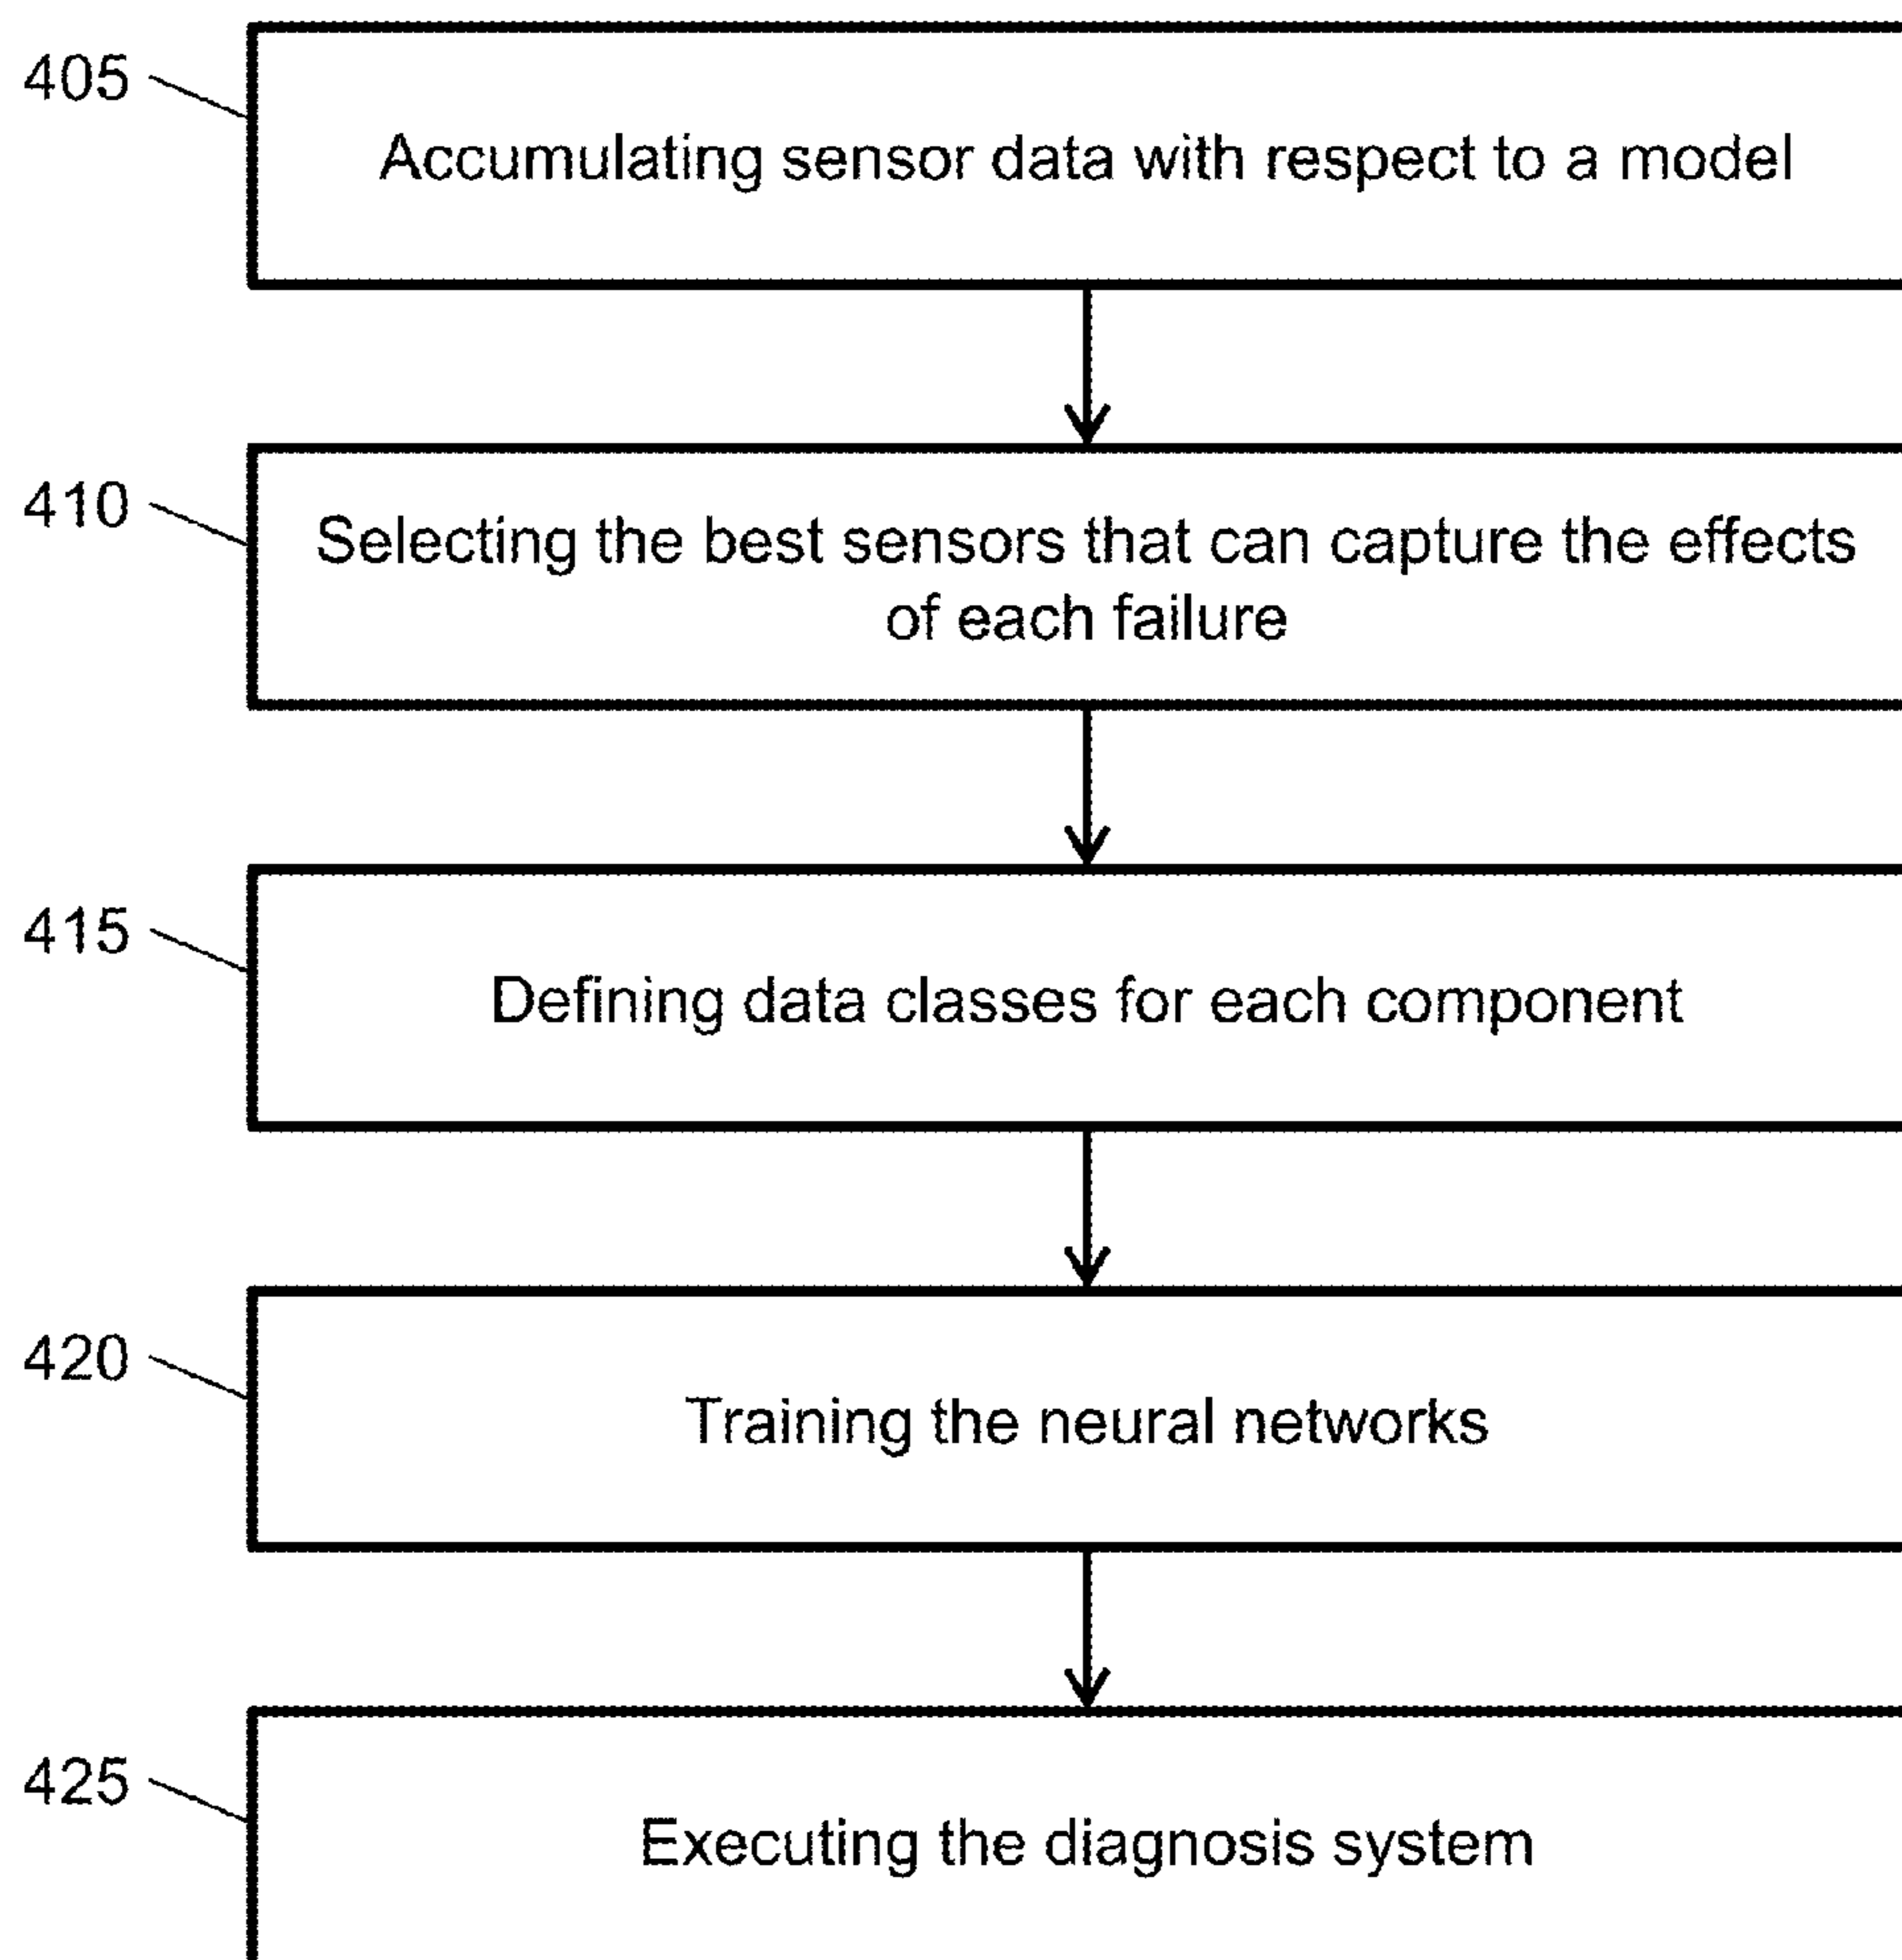 405
Accumulating sensor data with respect to a model
410
Selecting the best sensors that can capture the effects
of each failure
415
Defining data classes for each component
420
Training the neural networks
425
Executing the diagnosis system